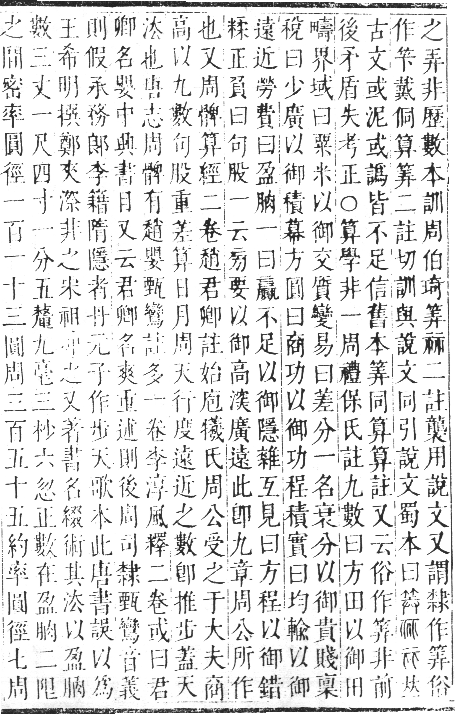 之弄非歷數本訓周伯琦筭祘二註襲用說文又謂隸作筭俗
作筞戴侗算筭二註切訓與說文同引說文蜀本曰祘
古文或泥或譌皆不足信舊本筭同算筭註又云俗作筭非前
後矛盾失考正○算學非一周禮保氏註九數曰方田以御田
疇界域曰粟米以御交質變易曰差分一名衰分以御貴賤稟
稅曰少廣以御積冪方圓曰商功以御功程積實曰均輸以御
遠近勞費曰盈朒一曰贏不足以御隱雜互見曰方程以御錯
糅正負曰句股一云旁要以御高深廣遠此卽九章周公所作
也又周髀算經二卷趙君卿註始庖犧氏周公受之于大夫商
高以九數句股重差算日月周天行度遠近之數卽推步蓋天
法也唐志周髀有趙嬰甄鸞註多一卷李淳風釋二卷或曰君
卿名嬰中興書目又云君卿名爽重述則後周司隸甄鸞音義
則假承務郎李籍隋隱者丹元子作步天歌本此唐書誤以為
王希明撰鄭夾漈非之宋祖沖之又著書名綴術其法以盈朒
數三丈一尺四寸一分五釐九毫三秒六忽正數在盈朒二限
之間密率圓徑一百一十三圓周三百五十五約率圓徑七周